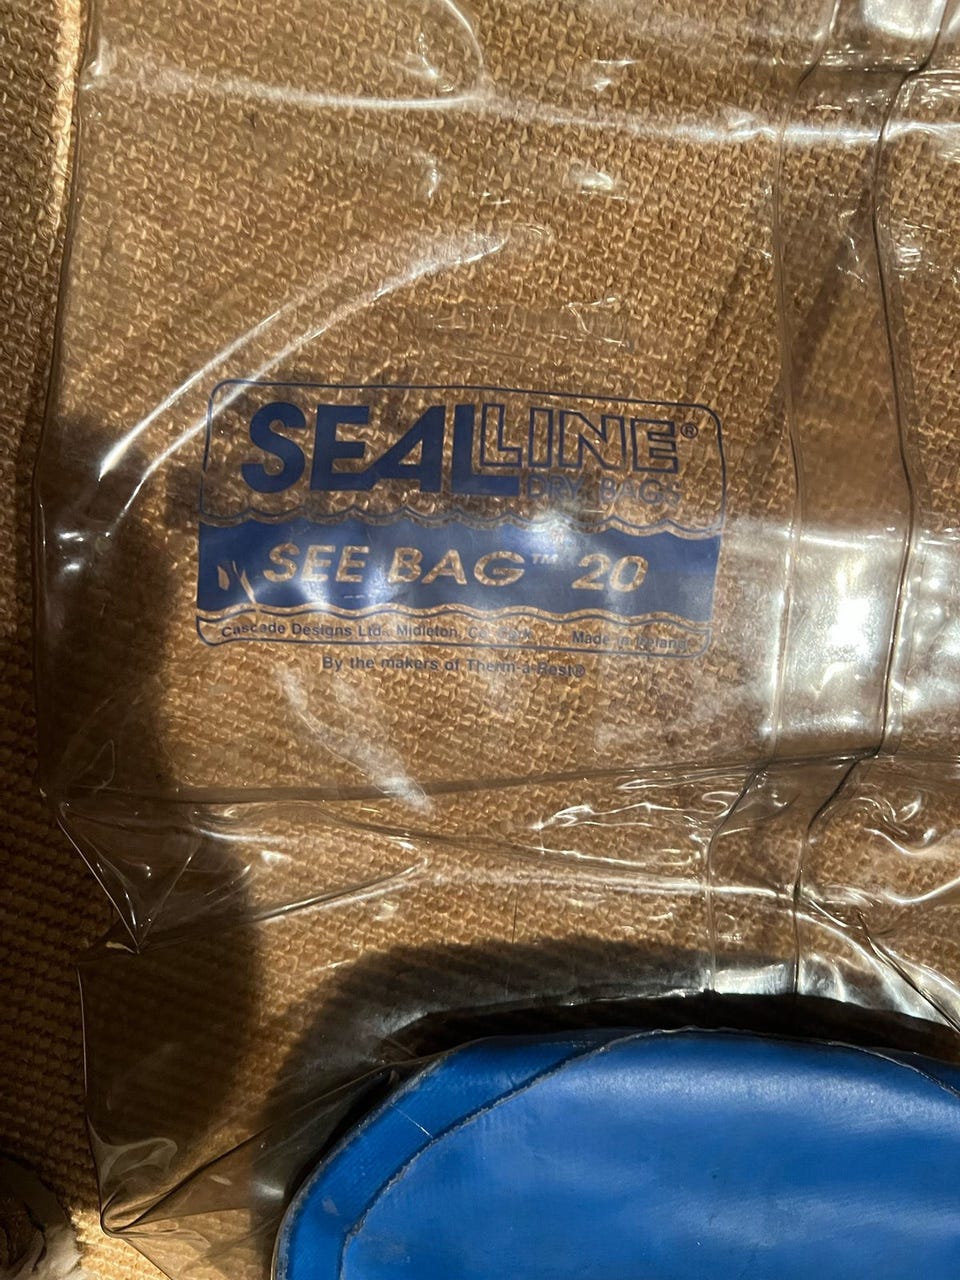 SEALLINE®
DRY BAGS
SEE BAG™ 20
Cascade Designs Ltd. Midleton, Co. Cork. Made in Ireland
By the makers of Therm-a-Rest®